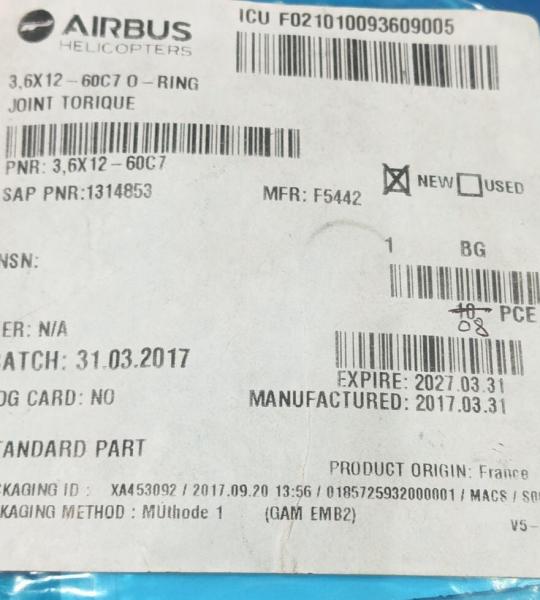 AIRBUS
HELICOPTERS
ICU F021010093609005
3,6X12-60C7 O-RING
JOINT TORIQUE
PNR: 3,6X12-60C7
SAP PNR:1314853
MFR: F5442
NEW USED
NSN:
1 BG
10 PCE
08
ER: N/A
ATCH: 31.03.2017
EXPIRE: 2027.03.31
OG CARD: NO
MANUFACTURED: 2017.03.31
TANDARD PART
PRODUCT ORIGIN: France
KAGING ID : XA453092 / 2017.09.20 13:56 / 0185725932000001 / MACS /
KAGING METHOD : MUthode 1 (GAM EMB2)
V5-